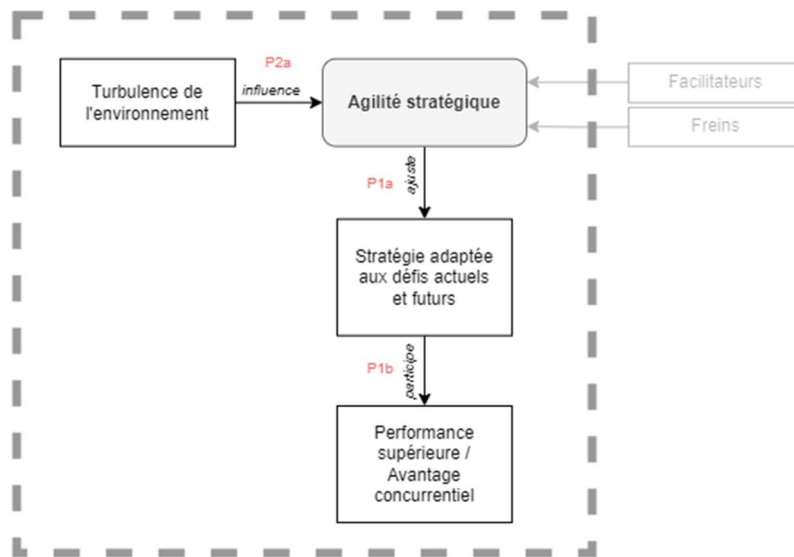 P2a
Turbulence de
l'environnement
influence
Agilité stratégique
Facilitateurs
Freins
P1a
ajuste
Stratégie adaptée
aux défis actuels
et futurs
P1b
participe
Performance
supérieure /
Avantage
concurrentiel